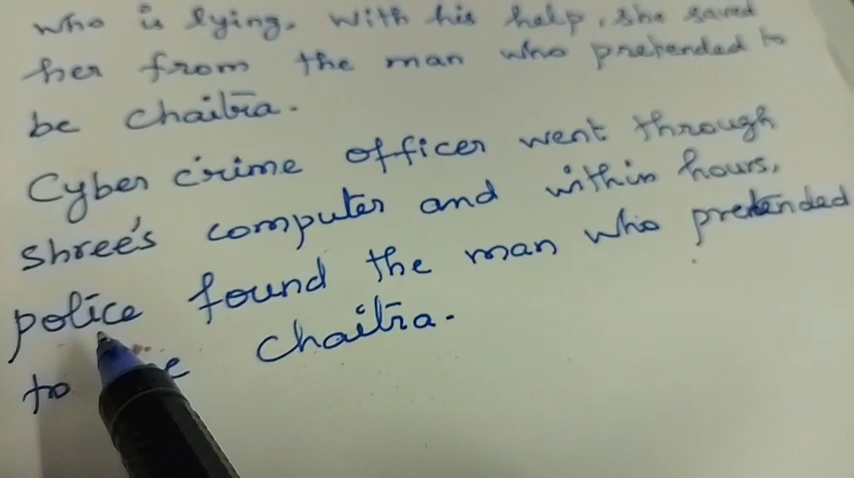 who is lying. With his help, she saved
her from the man who pretended to
be Chaitra.
Cyber crime officer went through
Shree's computer and within hours,
police found the man who pretended
to Chaitra.